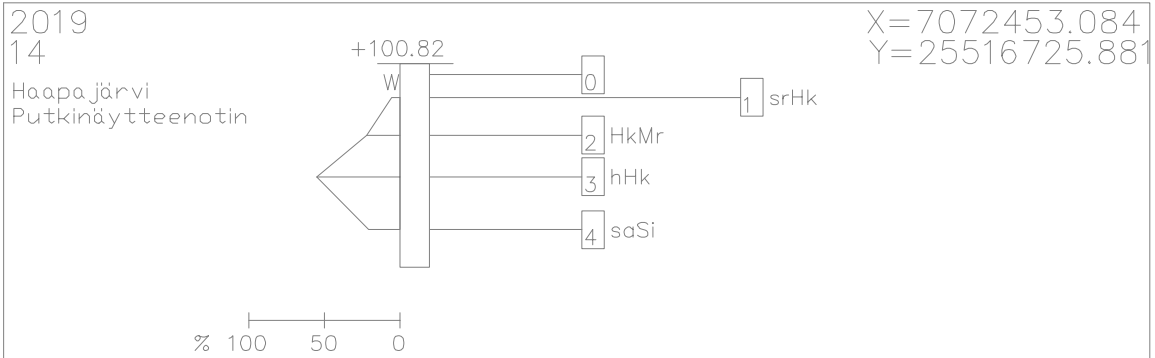 2019
14
Haapajärvi
Putkinäytteenotin
X=7072453.084
Y=25516725.881
+100.82
W
0
1 srHk
2 HkMr
3 hHk
4 saSi
% 100 50 0